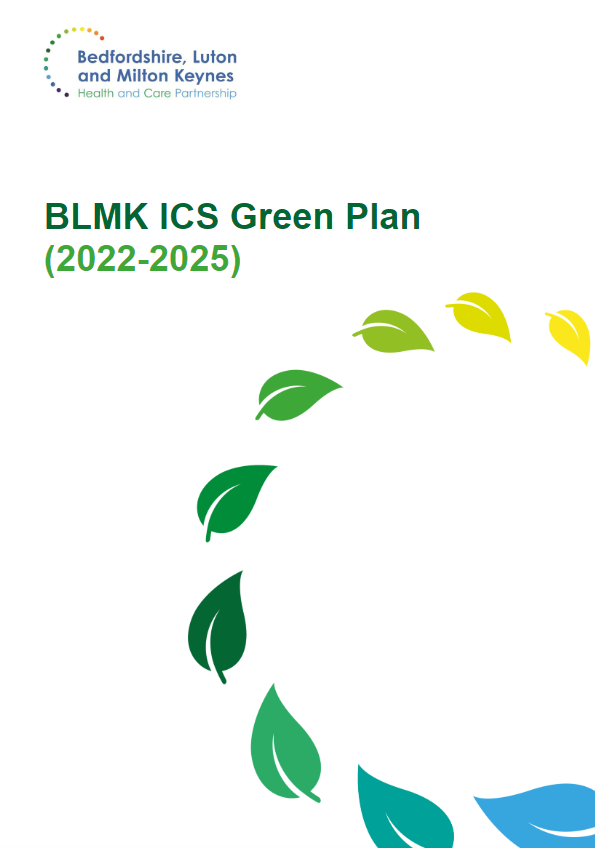 Bedfordshire, Luton
and Milton Keynes
Health and Care Partnership
BLMK ICS Green Plan
(2022-2025)